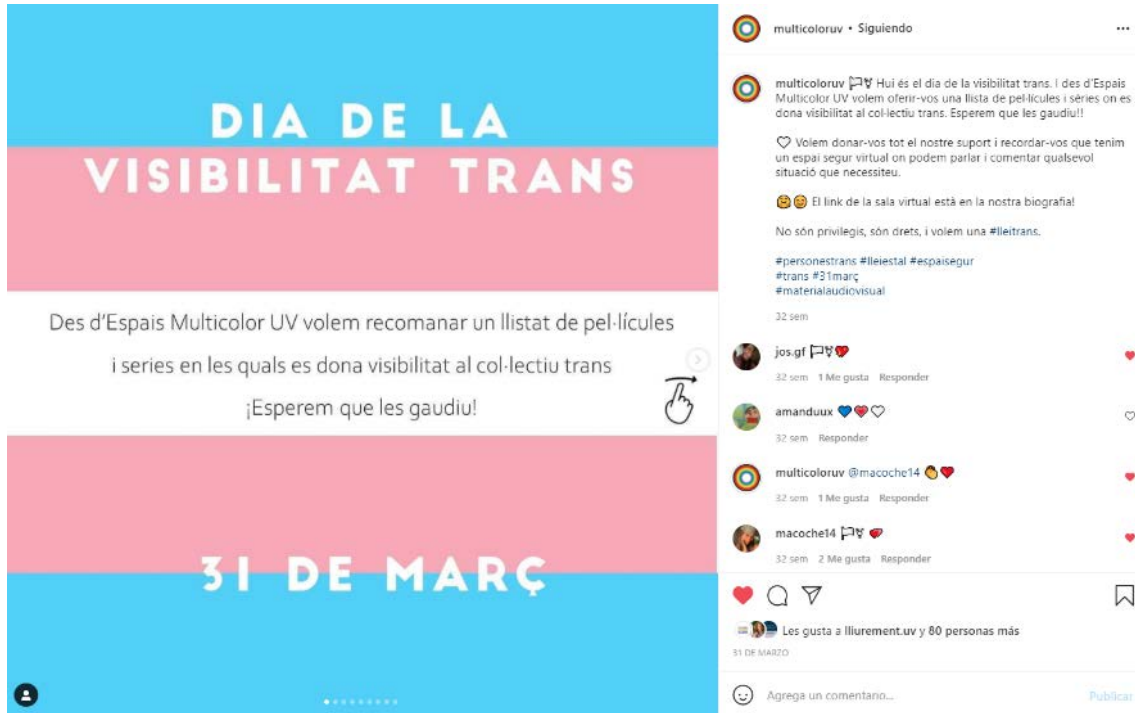 DIA DE LA
VISIBILITAT TRANS
Des d'Espais Multicolor UV volem recomanar un llistat de pel·lícules
i series en les quals es dona visibilitat al col·lectiu trans
¡Esperem que les gaudiu!
31 DE MARÇ
multicoloruv • Siguiendo
multicoloruv 🏳️⚧ Hui és el dia de la visibilitat trans. I des d'Espais
Multicolor UV volem oferir-vos una llista de pel·lícules i sèries on es
dona visibilitat al col·lectiu trans. Esperem que les gaudiu!!
🤍 Volem donar-vos tot el nostre suport i recordar-vos que tenim
un espai segur virtual on podem parlar i comentar qualsevol
situació que necessiteu.
🤗😊 El link de la sala virtual està en la nostra biografia!
No són privilegis, són drets, i volem una #lleitrans.
#personestrans #lleiestal #espaisegur
#trans #31març
#materialaudiovisual
32 sem
jos.gf 🏳️⚧❤️
32 sem 1 Me gusta Responder
amanduux 💙❤️🤍
32 sem Responder
multicoloruv @macoche14 👏❤️
32 sem 1 Me gusta Responder
macoche14 🏳️⚧ ❤️
32 sem 2 Me gusta Responder
Les gusta a lliurement.uv y 80 personas más
31 DE MARZO
Agrega un comentario... Publicar